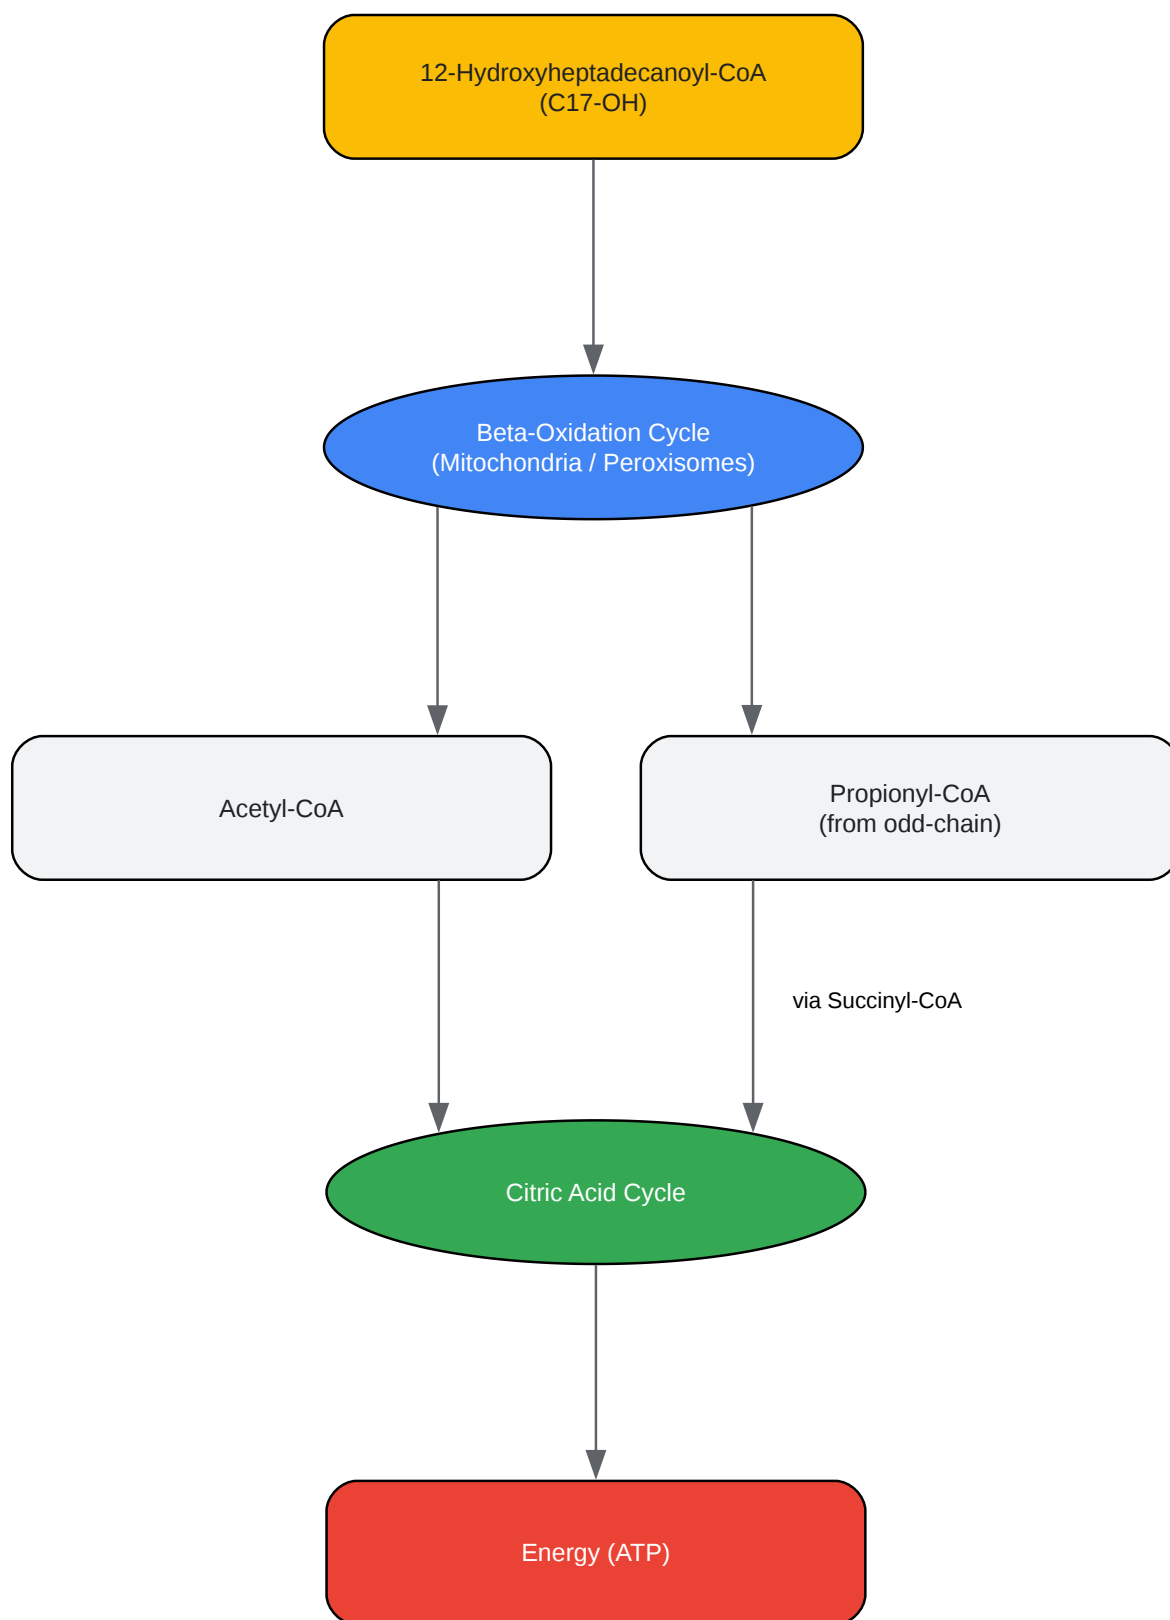 12-Hydroxyheptadecanoyl-CoA
(C17-OH)
Beta-Oxidation Cycle
(Mitochondria / Peroxisomes)
Acetyl-CoA
Propionyl-CoA
(from odd-chain)
via Succinyl-CoA
Citric Acid Cycle
Energy (ATP)